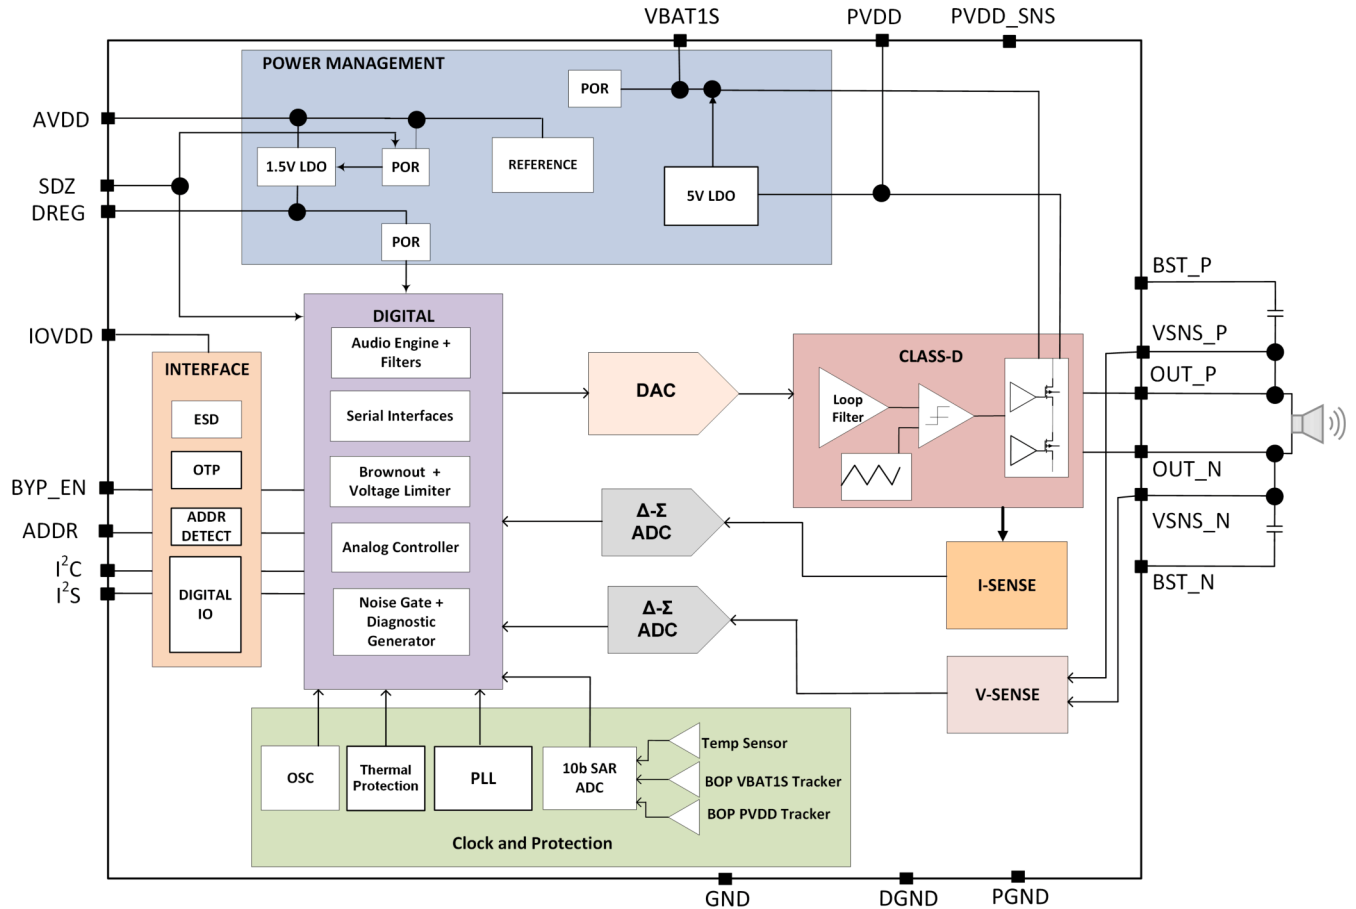 VBAT1S
PVDD
PVDD_SNS
POWER MANAGEMENT
POR
AVDD
1.5V LDO
POR
REFERENCE
SDZ
5V LDO
DREG
POR
BST_P
DIGITAL
IOVDD
VSNS_P
Audio Engine +
Filters
INTERFACE
CLASS-D
OUT_P
DAC
Loop
Filter
ESD
Serial Interfaces
OTP
Brownout +
Voltage Limiter
OUT_N
BYP_EN
ADDR
DETECT
Δ-Σ
ADC
VSNS_N
ADDR
Analog Controller
I²C
I²S
DIGITAL
IO
I-SENSE
BST_N
Noise Gate +
Diagnostic
Generator
Δ-Σ
ADC
V-SENSE
OSC
Thermal
Protection
PLL
10b SAR
ADC
Temp Sensor
BOP VBAT1S Tracker
BOP PVDD Tracker
Clock and Protection
GND
DGND
PGND